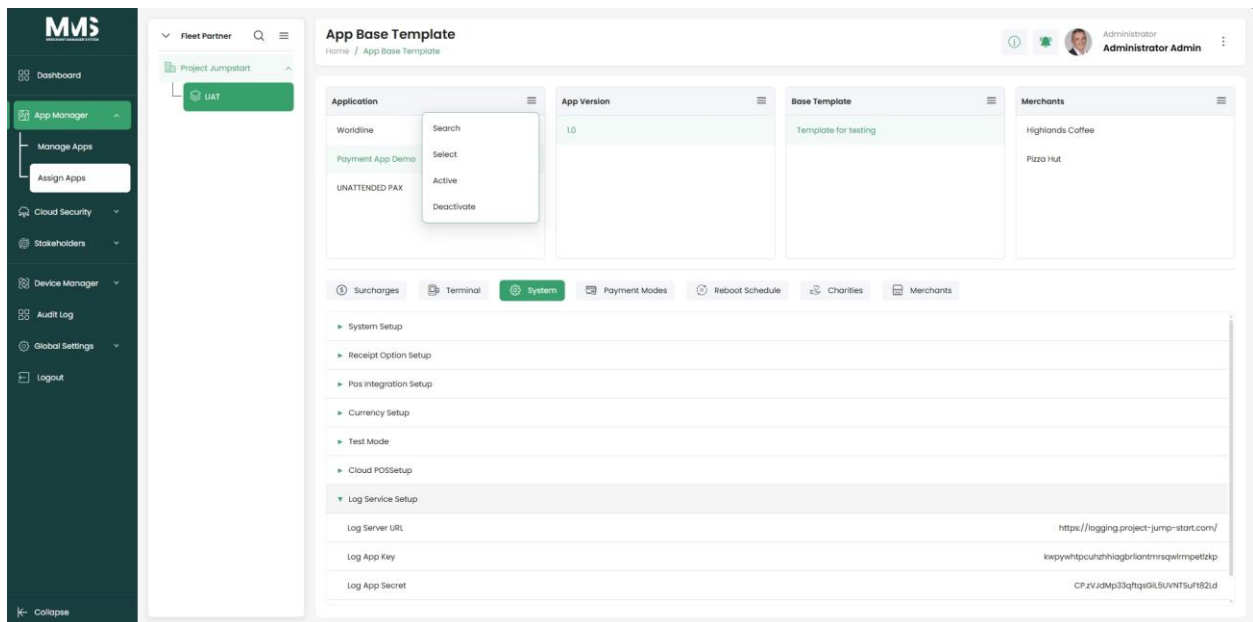 MMS
MERCHANT MANAGER SYSTEM
Dashboard
App Manager
Manage Apps
Assign Apps
Cloud Security
Stakeholders
Device Manager
Audit Log
Global Settings
Logout
Collapse
Fleet Partner
Project Jumpstart
UAT
App Base Template
Home / App Base Template
Administrator
Administrator Admin
Application
Worldline
Payment App Demo
UNATTENDED PAX
Search
Select
Active
Deactivate
App Version
1.0
Base Template
Template for testing
Merchants
Highlands Coffee
Pizza Hut
Surcharges
Terminal
System
Payment Modes
Reboot Schedule
Charities
Merchants
System Setup
Receipt Option Setup
Pos Integration Setup
Currency Setup
Test Mode
Cloud POSSetup
Log Service Setup
Log Server URL
https://logging.project-jump-start.com/
Log App Key
kwpywhtpcuhzhhiagbrliantmrsqwlrmpetlzkp
Log App Secret
CP.zVJdMp33qftqsGiL5UVNTSuFt82Ld